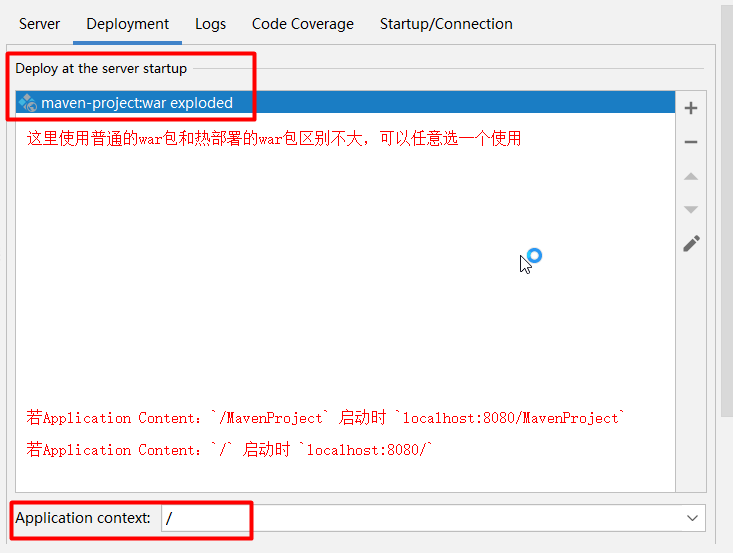 Server Deployment Logs Code Coverage Startup/Connection
Deploy at the server startup
maven-project:war exploded
这里使用普通的war包和热部署的war包区别不大，可以任意选一个使用
若Application Content：`/MavenProject` 启动时 `localhost:8080/MavenProject`
若Application Content：`/` 启动时 `localhost:8080/`
Application context: /